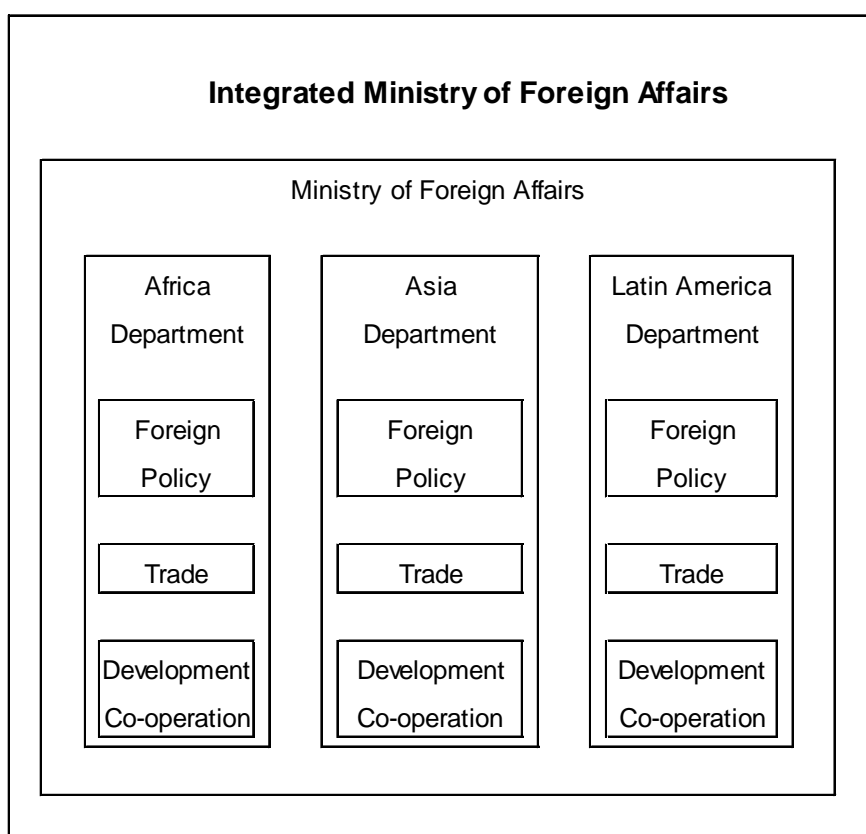 Integrated Ministry of Foreign Affairs
Ministry of Foreign Affairs
Africa
Department
Foreign
Policy
Trade
Development
Co-operation
Asia
Department
Foreign
Policy
Trade
Development
Co-operation
Latin America
Department
Foreign
Policy
Trade
Development
Co-operation